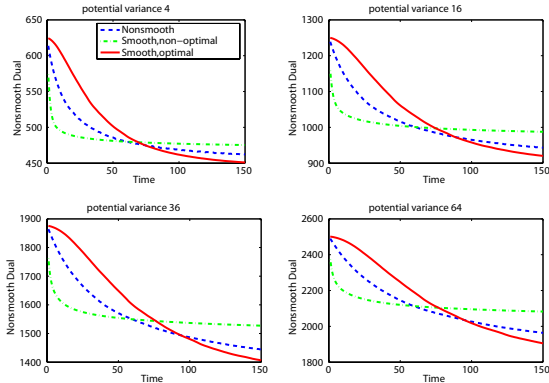 potential variance 4
650
600
550
500
450
0
50
100
150
Time
Nonsmooth Dual
Nonsmooth
Smooth,non−optimal
Smooth,optimal
potential variance 16
1300
1200
1100
1000
900
0
50
100
150
Time
potential variance 36
1900
1800
1700
1600
1500
1400
0
50
100
150
Time
Nonsmooth Dual
potential variance 64
2600
2400
2200
2000
1800
0
50
100
150
Time